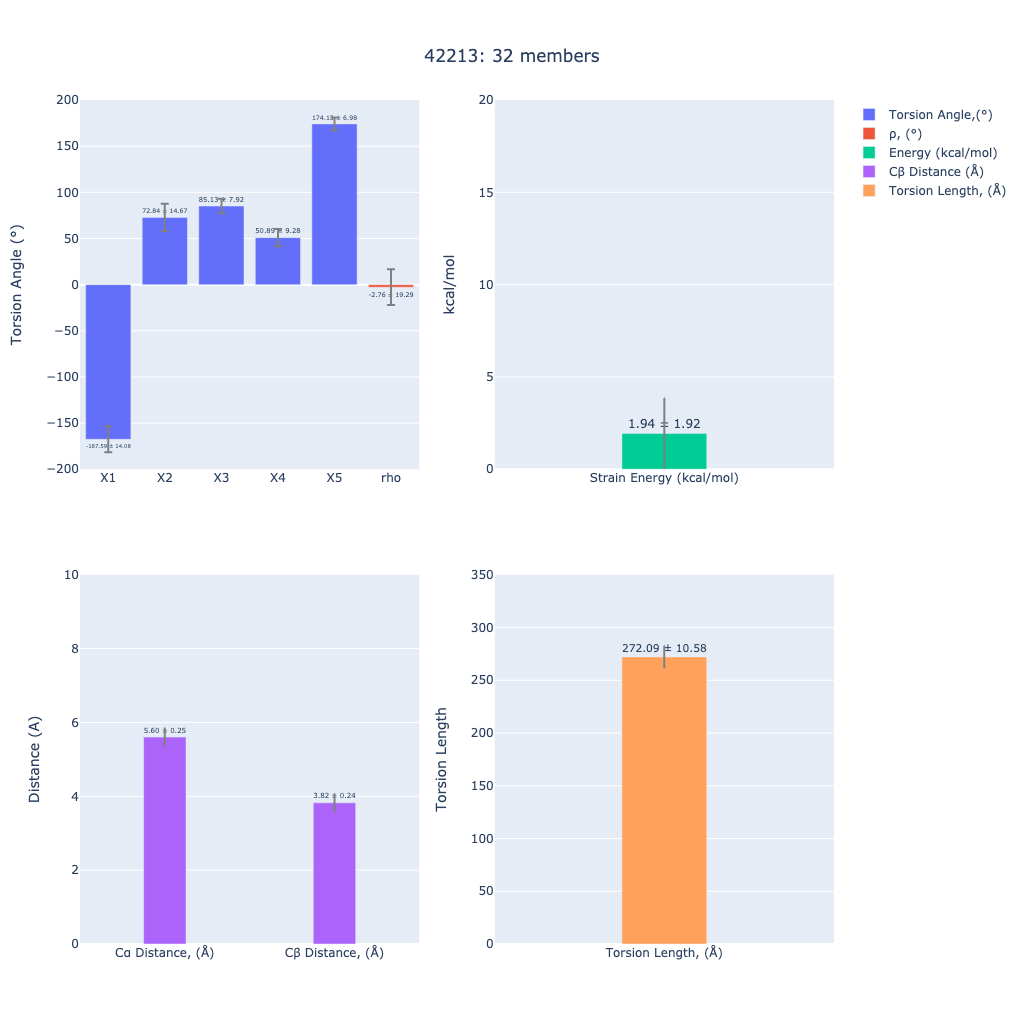 42213: 32 members
Torsion Angle (°)
200
150
100
50
0
−50
−100
−150
−200
-167.59 ± 14.08
72.84 ± 14.67
85.13 ± 7.92
50.89 ± 9.28
174.13 ± 6.98
-2.76 ± 19.29
X1 X2 X3 X4 X5 rho
kcal/mol
20
15
10
5
0
1.94 ± 1.92
Strain Energy (kcal/mol)
Torsion Angle,(°)
ρ, (°)
Energy (kcal/mol)
Cβ Distance (Å)
Torsion Length, (Å)
Distance (A)
10
8
6
4
2
0
5.60 ± 0.25
3.82 ± 0.24
Cα Distance, (Å) Cβ Distance, (Å)
Torsion Length
350
300
250
200
150
100
50
0
272.09 ± 10.58
Torsion Length, (Å)